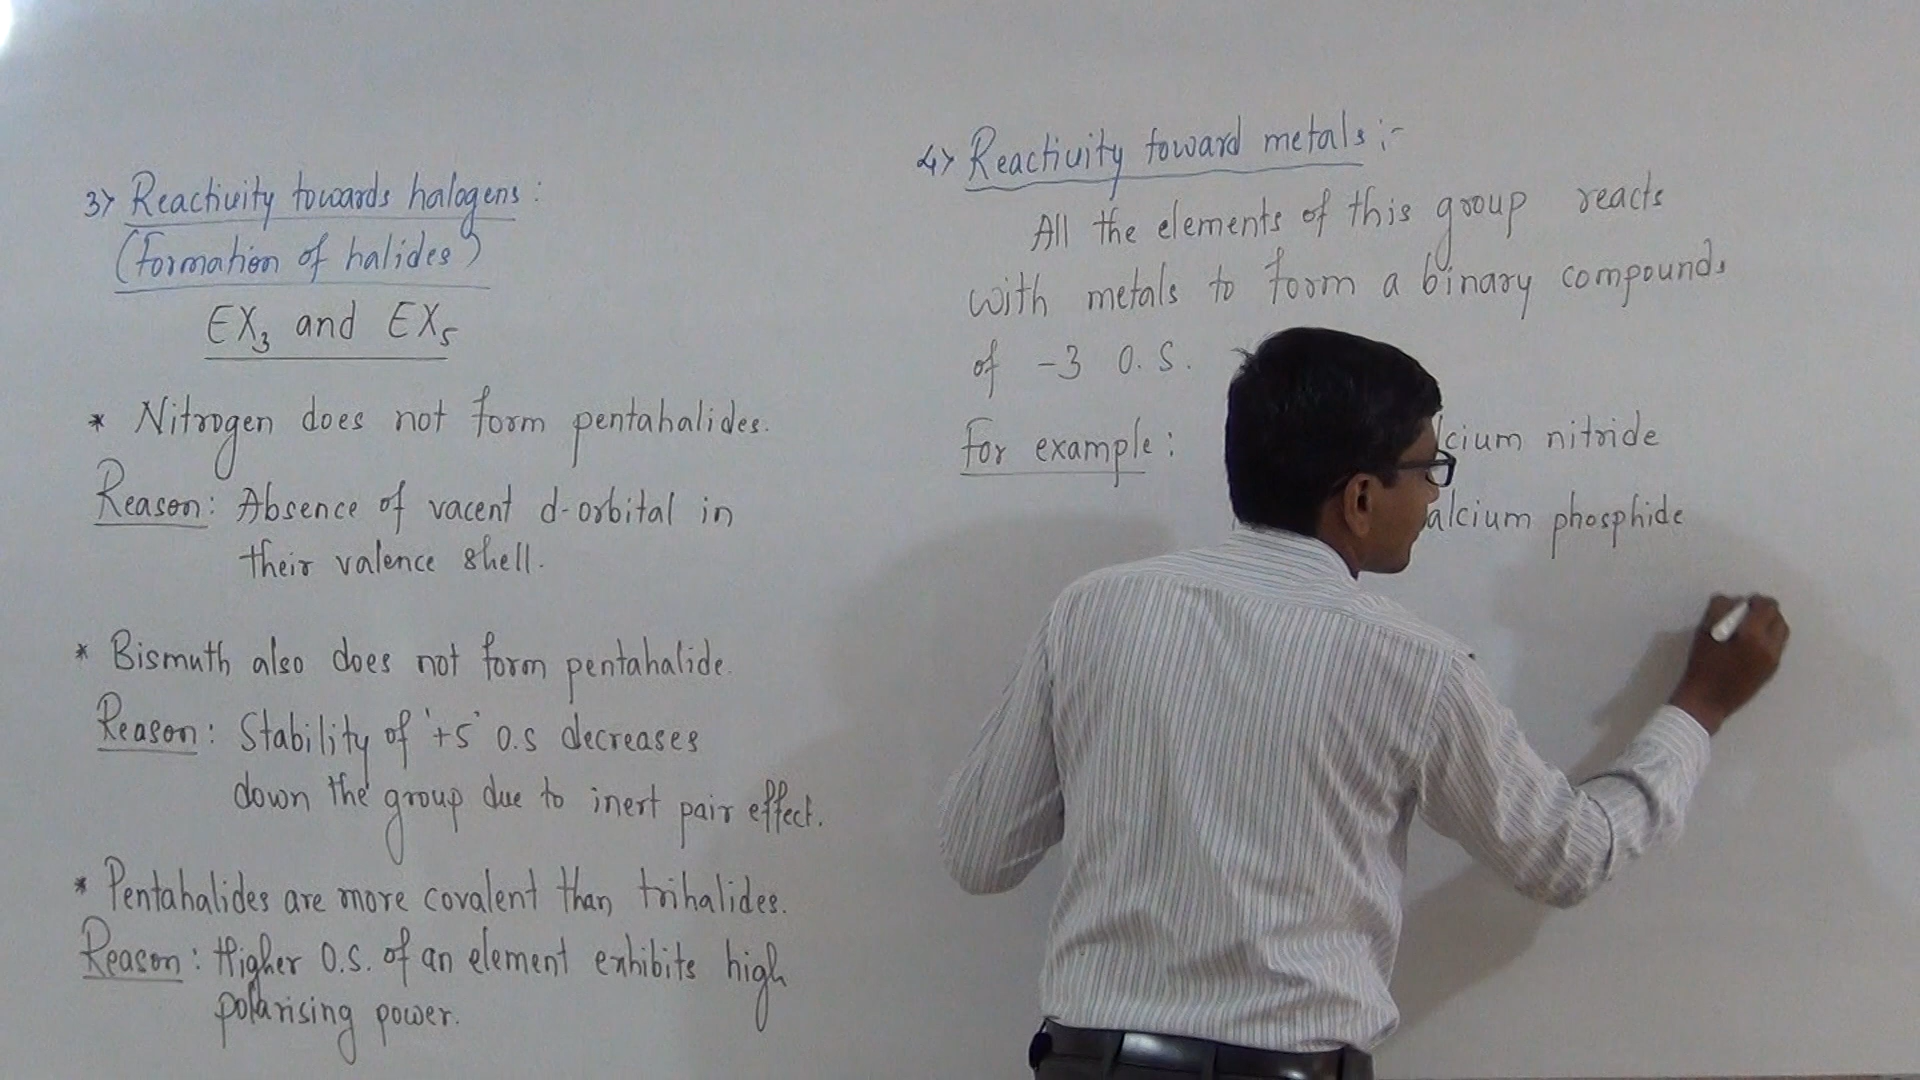 3) Reactivity towards halogens :
(Formation of halides)
EX₃ and EX₅
* Nitrogen does not form pentahalides.
Reason: Absence of vacent d-orbital in
their valence shell.
* Bismuth also does not form pentahalide.
Reason: Stability of '+5' O.S decreases
down the group due to inert pair effect.
* Pentahalides are more covalent than trihalides.
Reason: Higher O.S. of an element exhibits high
polarising power.
4) Reactivity toward metals :-
All the elements of this group reacts
with metals to form a binary compounds
of -3 O.S.
For example :
lcium nitride
alcium phosphide